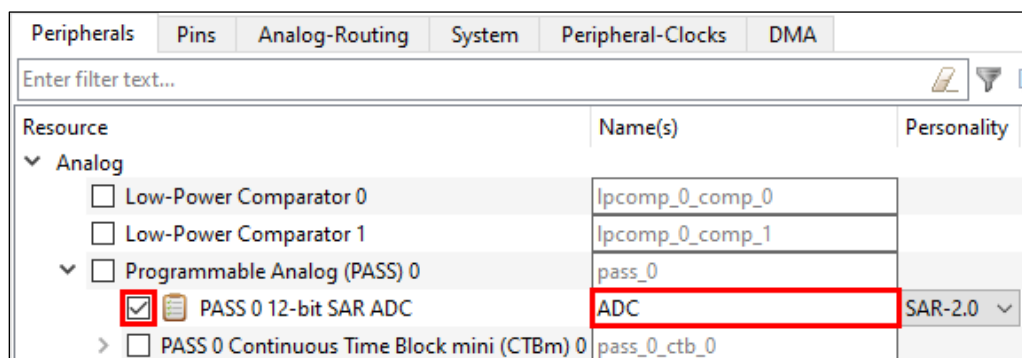 Peripherals Pins Analog-Routing System Peripheral-Clocks DMA
Enter filter text...
Resource Name(s) Personality
Analog
Low-Power Comparator 0 lpcomp_0_comp_0
Low-Power Comparator 1 lpcomp_0_comp_1
Programmable Analog (PASS) 0 pass_0
PASS 0 12-bit SAR ADC ADC SAR-2.0
PASS 0 Continuous Time Block mini (CTBm) 0 pass_0_ctb_0